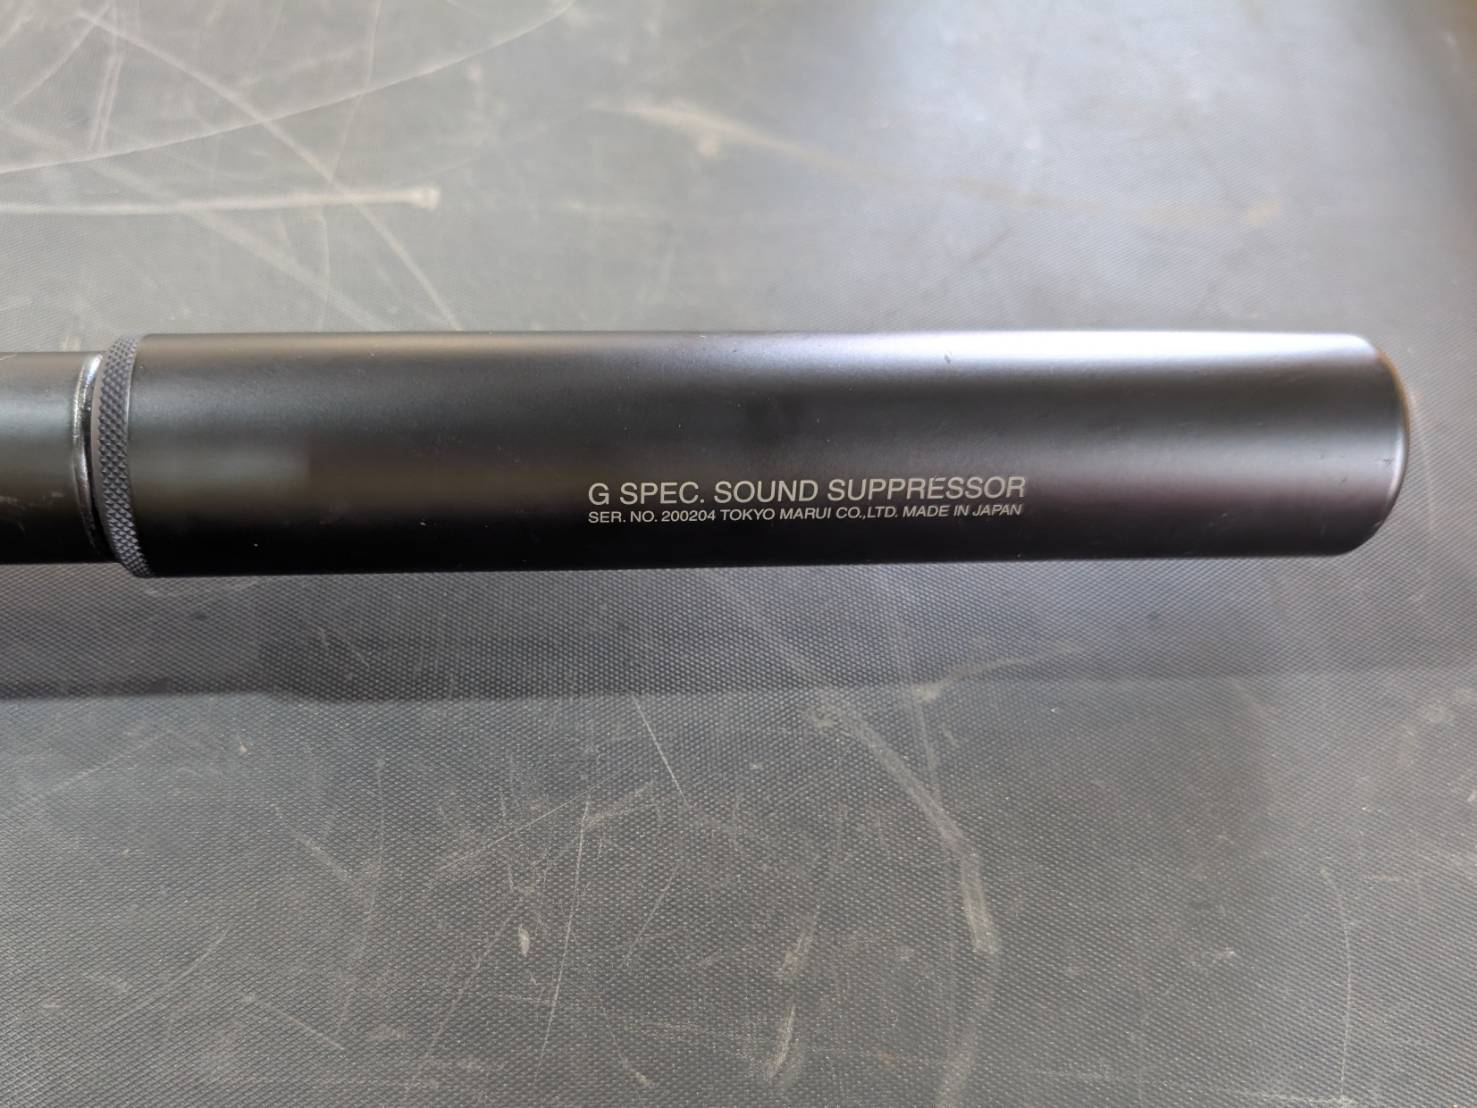 G SPEC. SOUND SUPPRESSOR
SER. NO. 200204 TOKYO MARUI CO.,LTD. MADE IN JAPAN